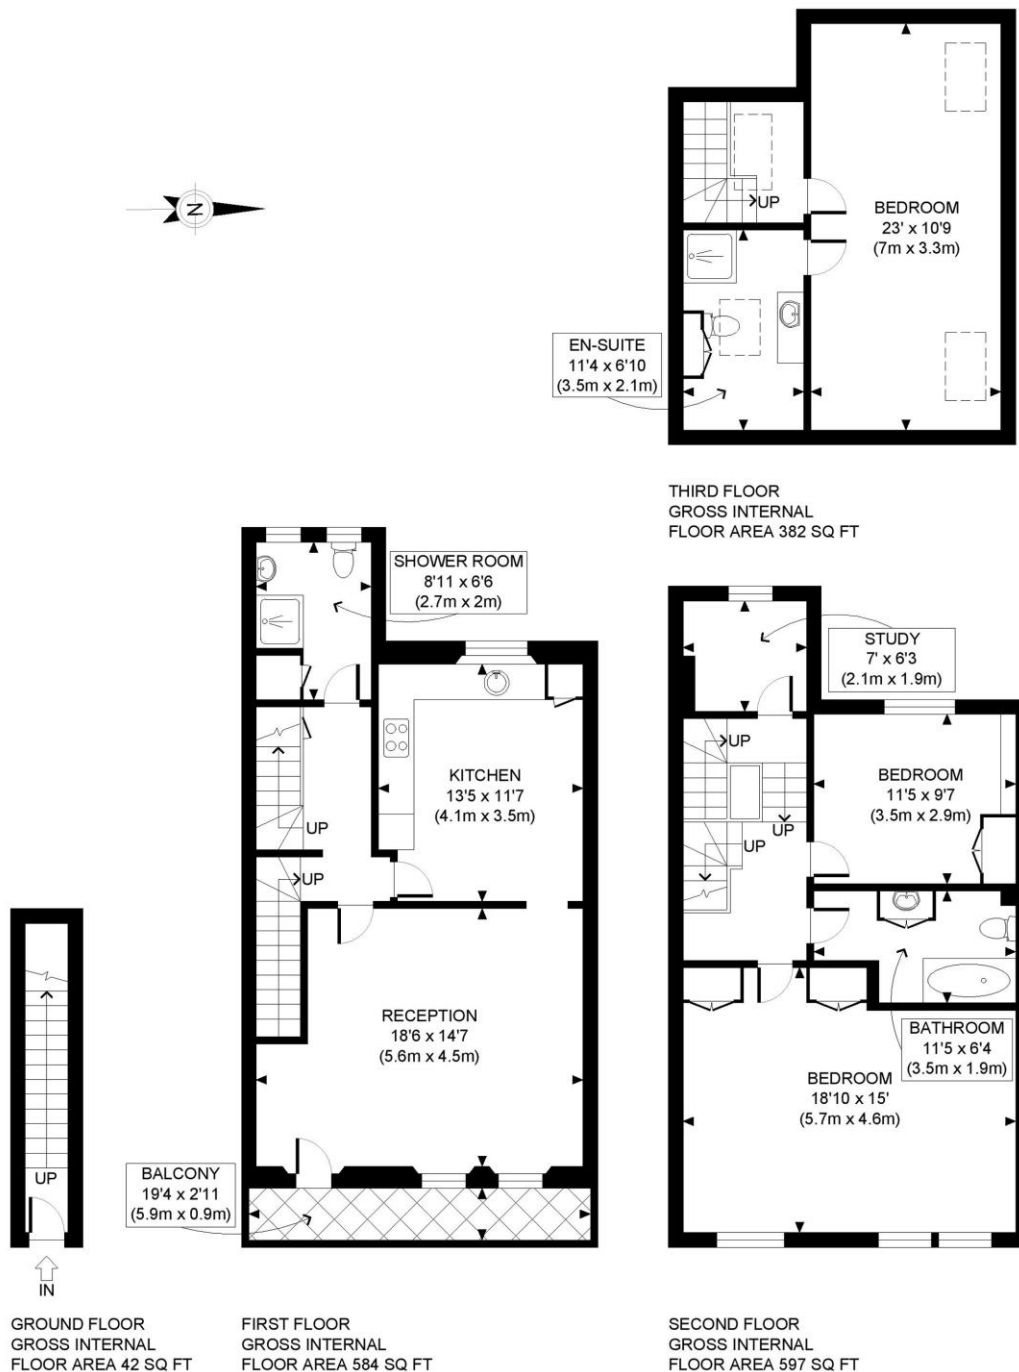 N
UP
BEDROOM
23' x 10'9
(7m x 3.3m)
EN-SUITE
11'4 x 6'10
(3.5m x 2.1m)
THIRD FLOOR
GROSS INTERNAL
FLOOR AREA 382 SQ FT
SHOWER ROOM
8'11 x 6'6
(2.7m x 2m)
KITCHEN
13'5 x 11'7
(4.1m x 3.5m)
UP
UP
RECEPTION
18'6 x 14'7
(5.6m x 4.5m)
BALCONY
19'4 x 2'11
(5.9m x 0.9m)
STUDY
7' x 6'3
(2.1m x 1.9m)
UP
BEDROOM
11'5 x 9'7
(3.5m x 2.9m)
UP
UP
BATHROOM
11'5 x 6'4
(3.5m x 1.9m)
BEDROOM
18'10 x 15'
(5.7m x 4.6m)
UP
IN
GROUND FLOOR
GROSS INTERNAL
FLOOR AREA 42 SQ FT
FIRST FLOOR
GROSS INTERNAL
FLOOR AREA 584 SQ FT
SECOND FLOOR
GROSS INTERNAL
FLOOR AREA 597 SQ FT